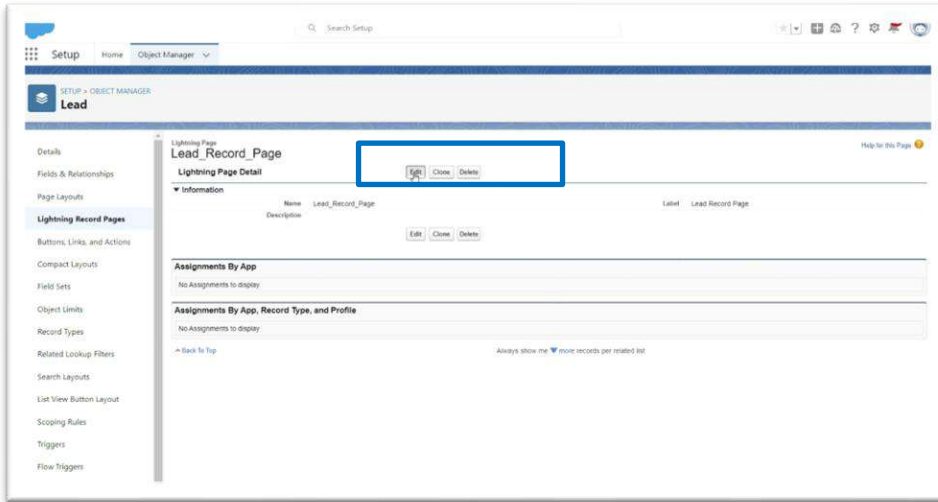 Search Setup
Setup Home Object Manager
SETUP > OBJECT MANAGER
Lead
Details
Fields & Relationships
Page Layouts
Lightning Record Pages
Buttons, Links, and Actions
Compact Layouts
Field Sets
Object Limits
Record Types
Related Lookup Filters
Search Layouts
List View Button Layout
Scoping Rules
Triggers
Flow Triggers
Lightning Page
Lead_Record_Page
Help for this Page
Lightning Page Detail Edit Clone Delete
Information
Name Lead_Record_Page Label Lead Record Page
Description
Edit Clone Delete
Assignments By App
No Assignments to display
Assignments By App, Record Type, and Profile
No Assignments to display
Back To Top Always show me more records per related list